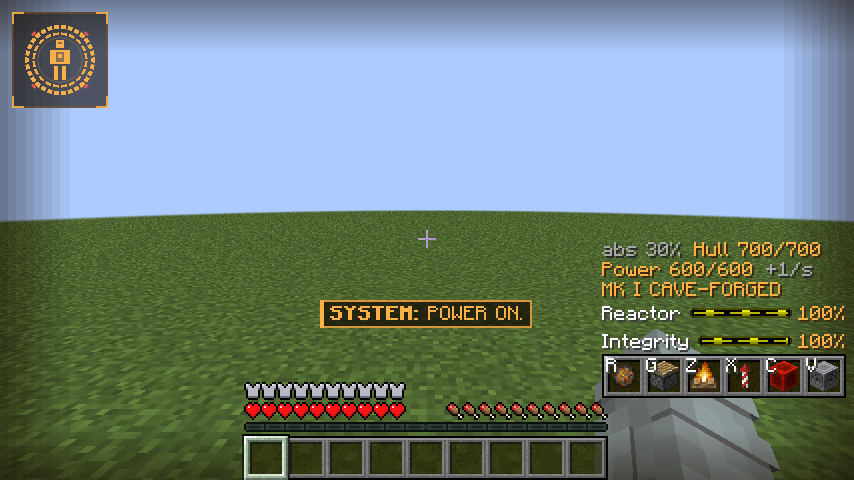 abs 30% Hull 700/700
Power 600/600 +1/s
MK I CAVE-FORGED
SYSTEM: POWER ON.
Reactor 100%
Integrity 100%
R G Z X C V